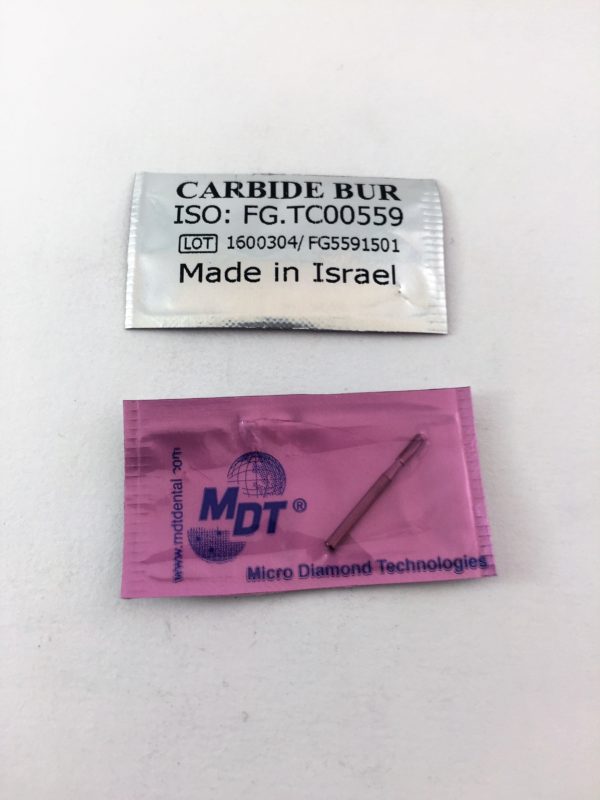 CARBIDE BUR
ISO: FG.TC00559
LOT 1600304/ FG5591501
Made in Israel
www.mdtdental.com
MDT®
Micro Diamond Technologies